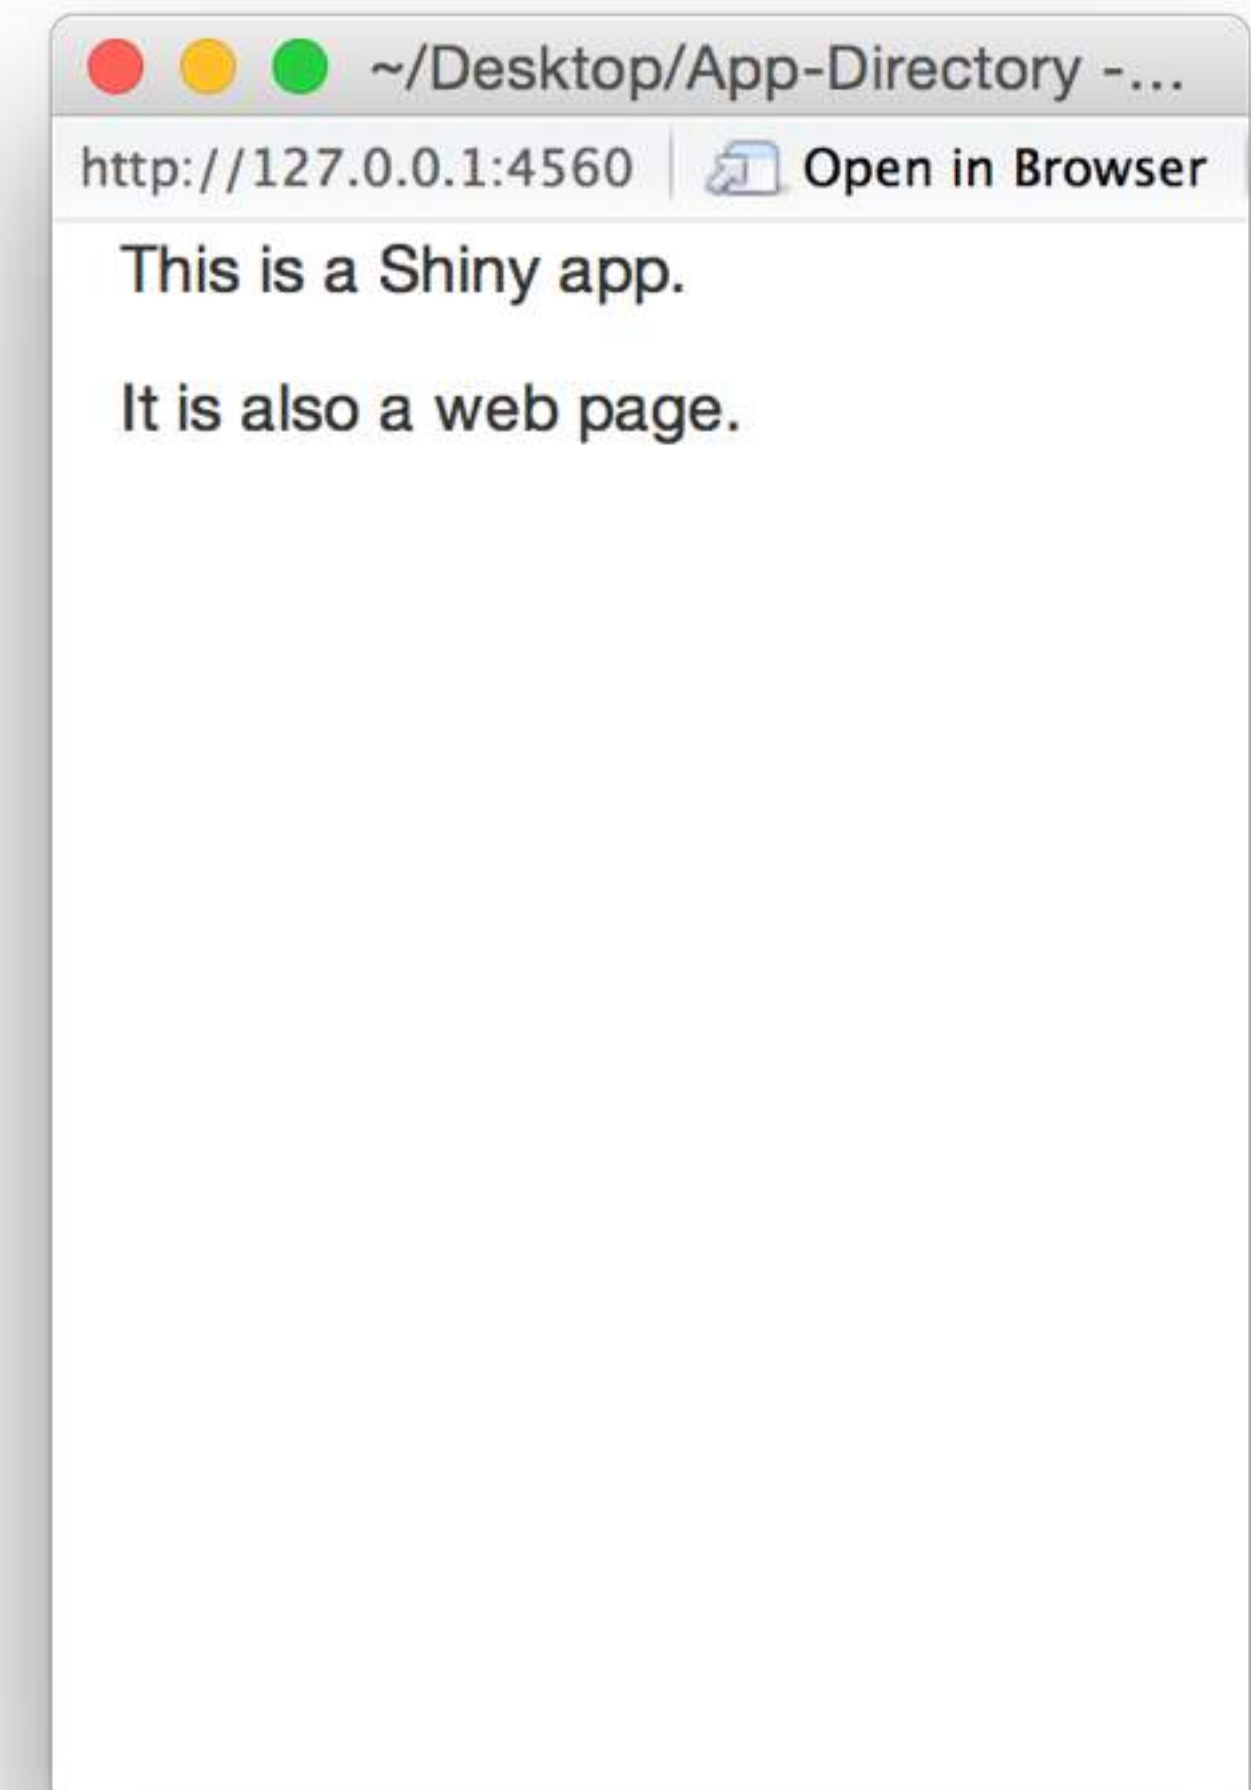 ~/Desktop/App-Directory -...
http://127.0.0.1:4560 Open in Browser
This is a Shiny app.
It is also a web page.